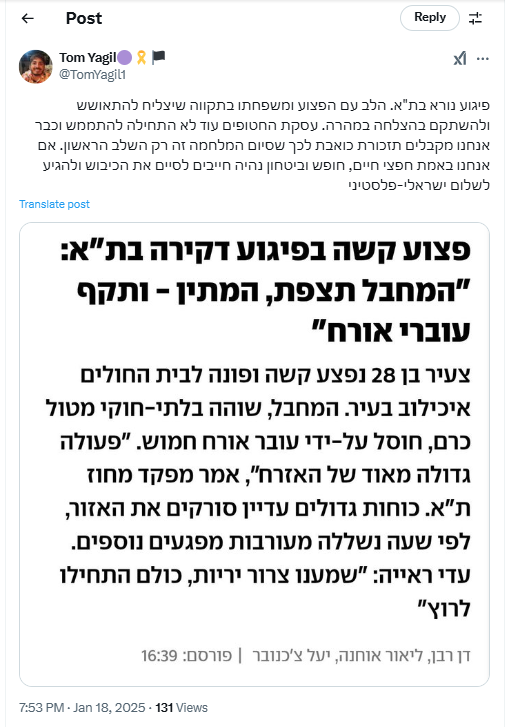 Post
Reply
Tom Yagil
@TomYagil1
פיגוע נורא בת"א. הלב עם הפצוע ומשפחתו בתקווה שיצליח להתאושש
ולהשתקם בהצלחה במהרה. עסקת החטופים עוד לא התחילה להתממש וכבר
אנחנו מקבלים תזכורת כואבת לכך שסיום המלחמה זה רק השלב הראשון. אם
אנחנו באמת חפצי חיים, חופש וביטחון נהיה חייבים לסיים את הכיבוש ולהגיע
לשלום ישראלי-פלסטיני
Translate post
פצוע קשה בפיגוע דקירה בת"א:
"המחבל תצפת, המתין - ותקף
עוברי אורח"
צעיר בן 28 נפצע קשה ופונה לבית החולים
איכילוב בעיר. המחבל, שוהה בלתי-חוקי מטול
כרם, חוסל על-ידי עובר אורח חמוש. "פעולה
גדולה מאוד של האזרח", אמר מפקד מחוז
ת"א. כוחות גדולים עדיין סורקים את האזור,
לפי שעה נשללה מעורבות מפגעים נוספים.
עדי ראייה: "שמענו צרור יריות, כולם התחילו
לרוץ"
דן רבן, ליאור אוחנה, יעל צ'כנובר | פורסם: 16:39
7:53 PM · Jan 18, 2025 · 131 Views